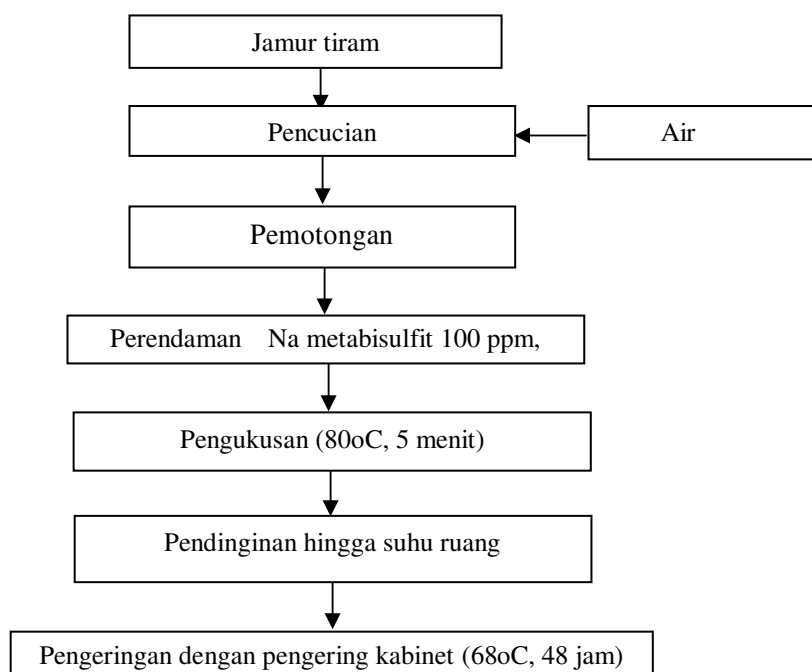 Jamur tiram
Pencucian
Air
Pemotongan
Perendaman Na metabisulfit 100 ppm,
Pengukusan (80oC, 5 menit)
Pendinginan hingga suhu ruang
Pengeringan dengan pengering kabinet (68oC, 48 jam)